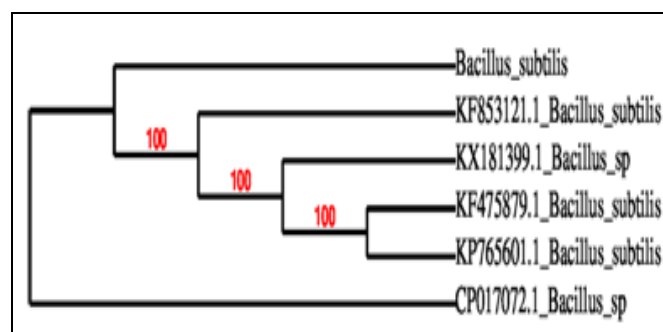 Bacillus_subtilis
KF853121.1_Bacillus_subtilis
100
KX181399.1_Bacillus_sp
100
KF475879.1_Bacillus_subtilis
100
KP765601.1_Bacillus_subtilis
CP017072.1_Bacillus_sp